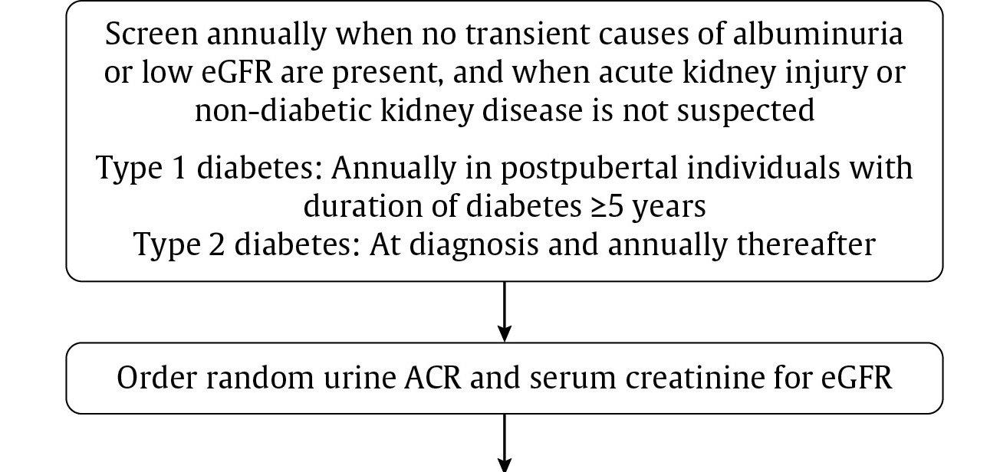 Screen annually when no transient causes of albuminuria
or low eGFR are present, and when acute kidney injury or
non-diabetic kidney disease is not suspected
Type 1 diabetes: Annually in postpubertal individuals with
duration of diabetes ≥5 years
Type 2 diabetes: At diagnosis and annually thereafter
Order random urine ACR and serum creatinine for eGFR